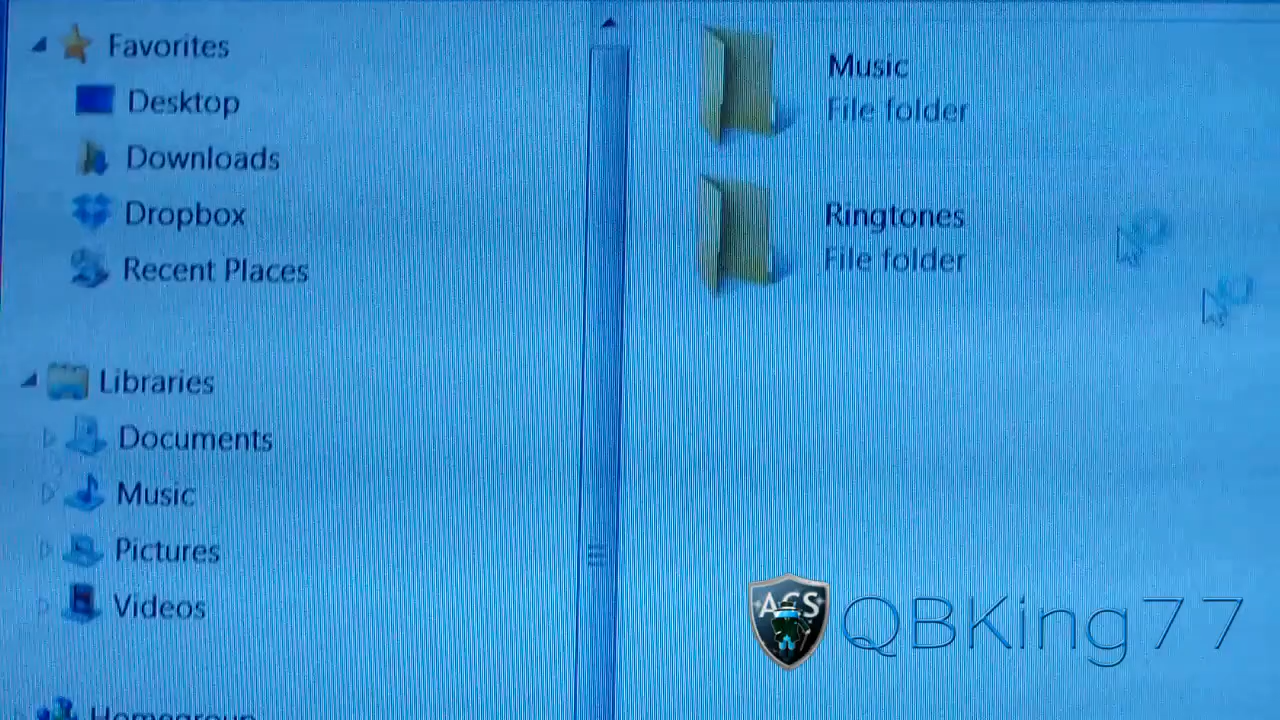 Favorites
Desktop
Downloads
Dropbox
Recent Places
Libraries
Documents
Music
Pictures
Videos
Homegroup
Music
File folder
Ringtones
File folder
ACS
QBKing77